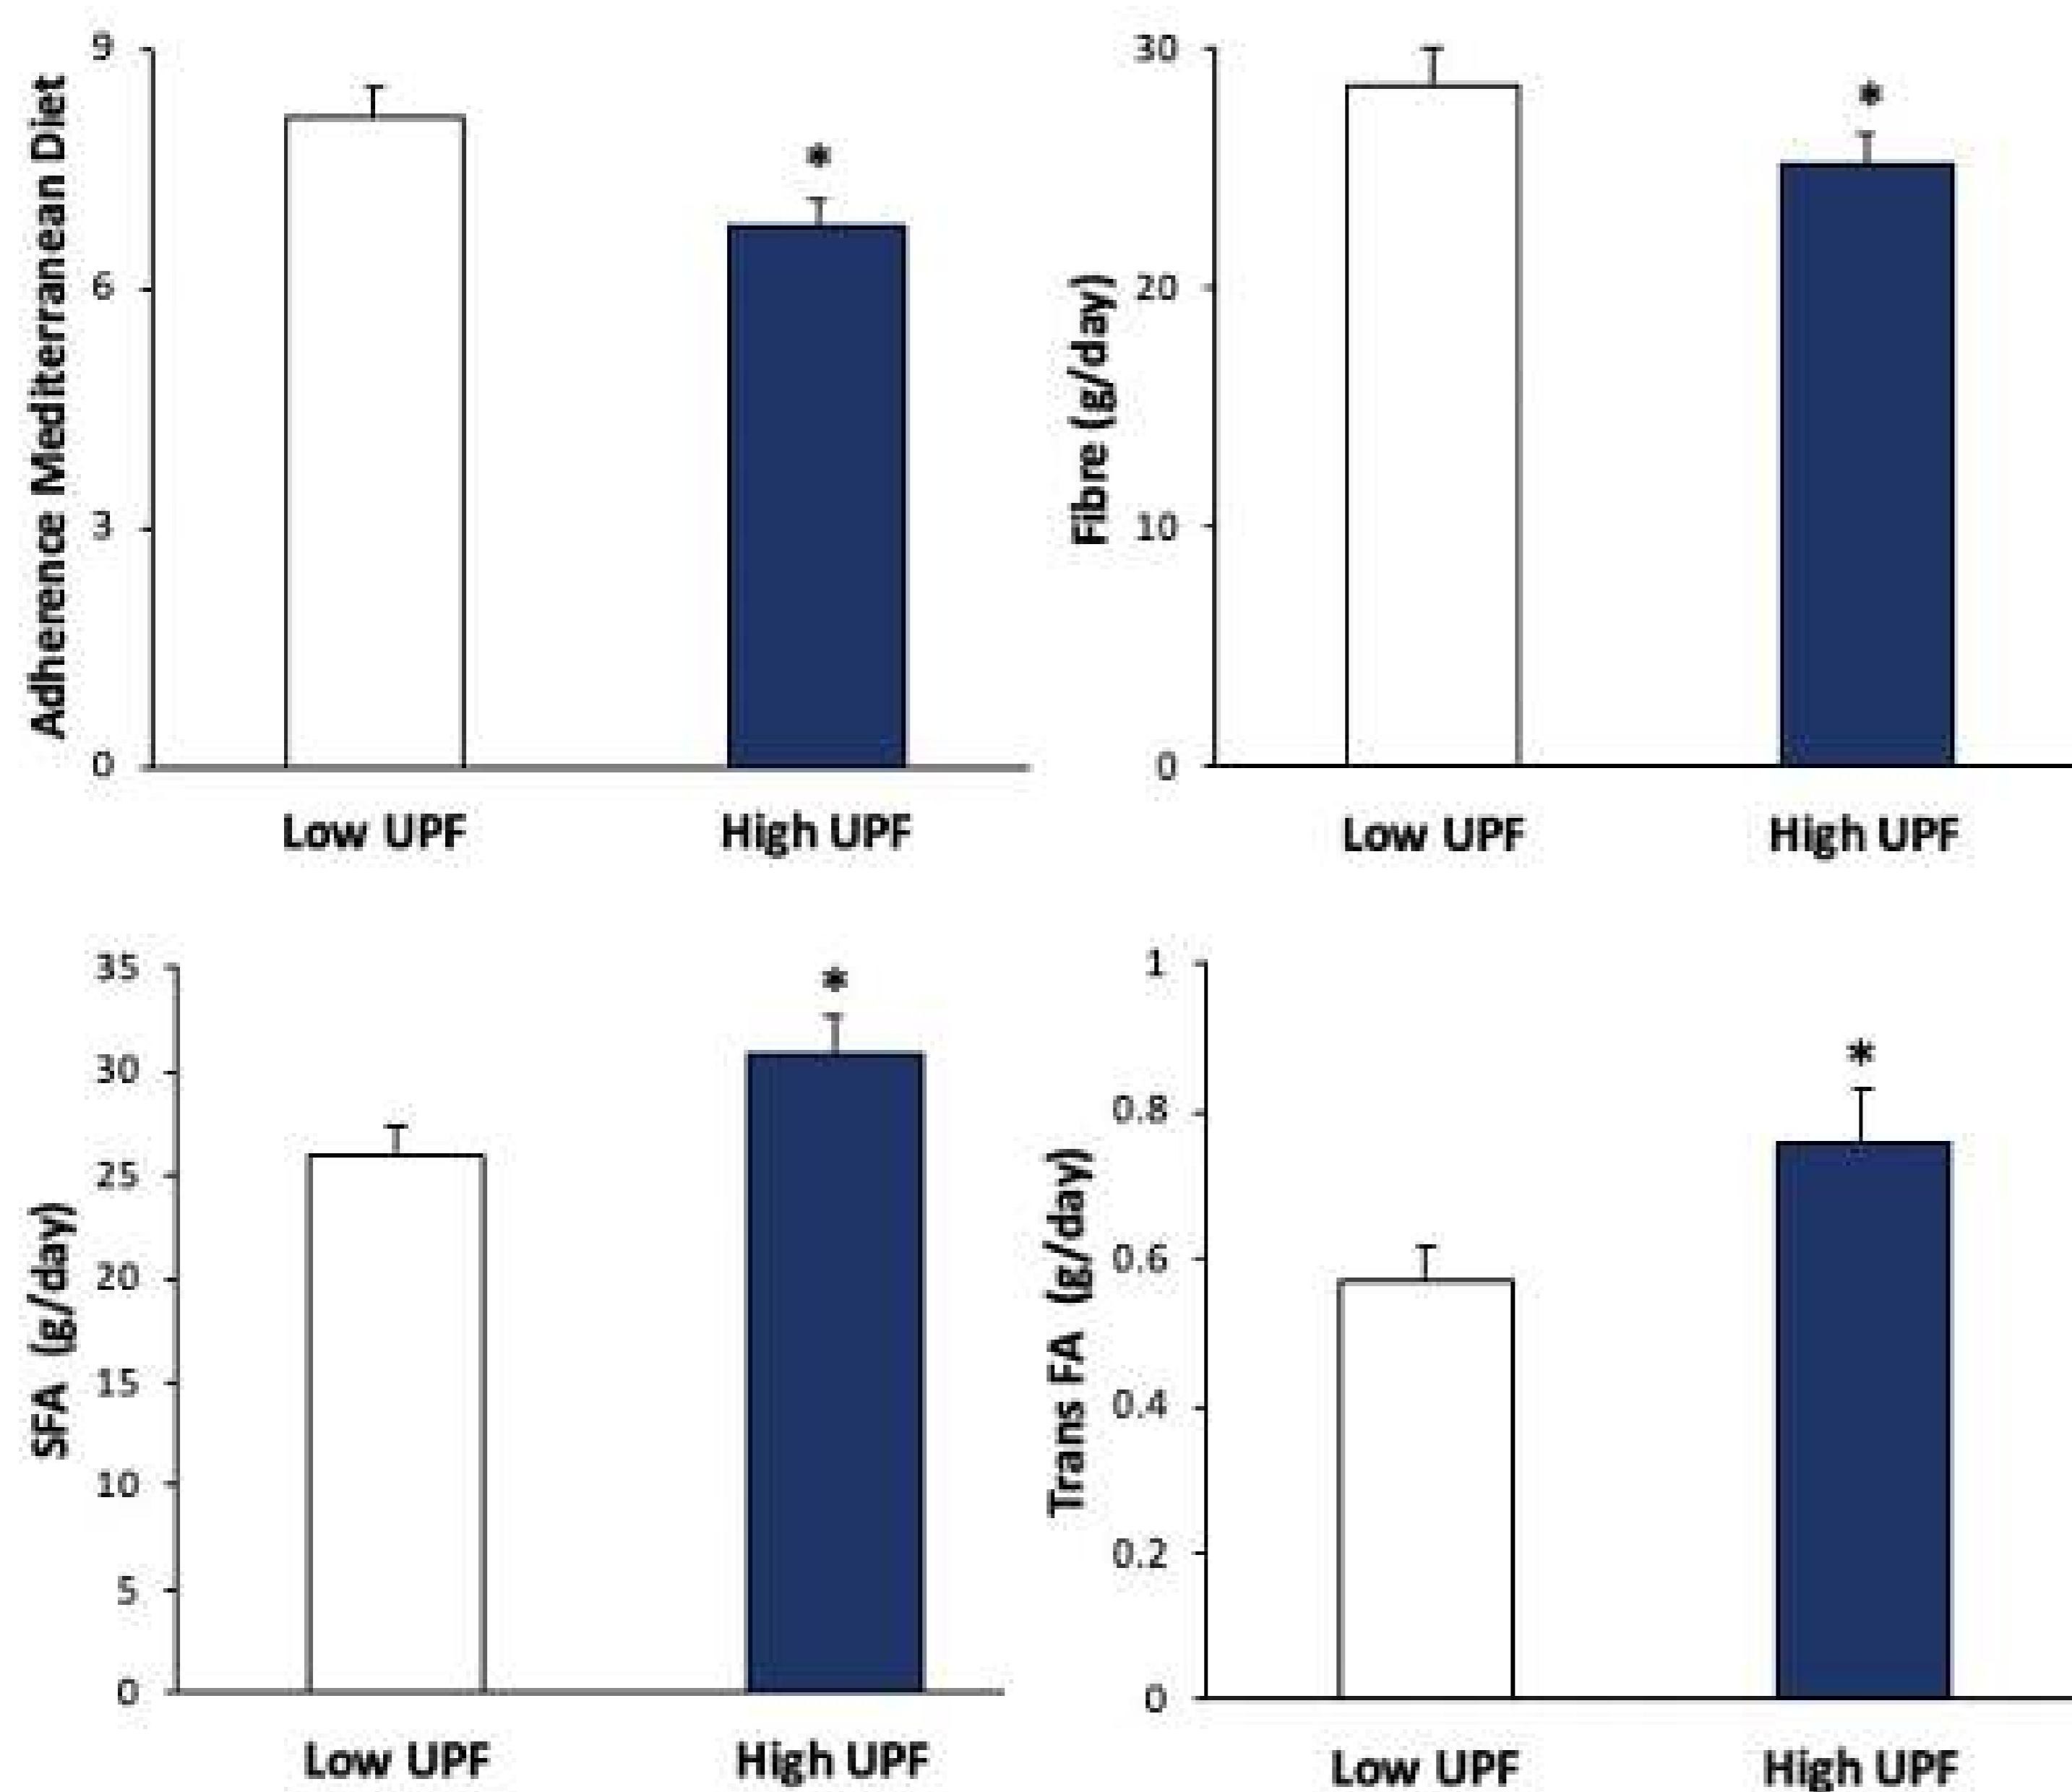 Adherence Mediterranean Diet
9
6
3
0
*
Low UPF
High UPF
Fibre (g/day)
30
20
10
0
*
Low UPF
High UPF
SFA (g/day)
35
30
25
20
15
10
5
0
*
Low UPF
High UPF
Trans FA (g/day)
1
0.8
0.6
0.4
0.2
0
*
Low UPF
High UPF